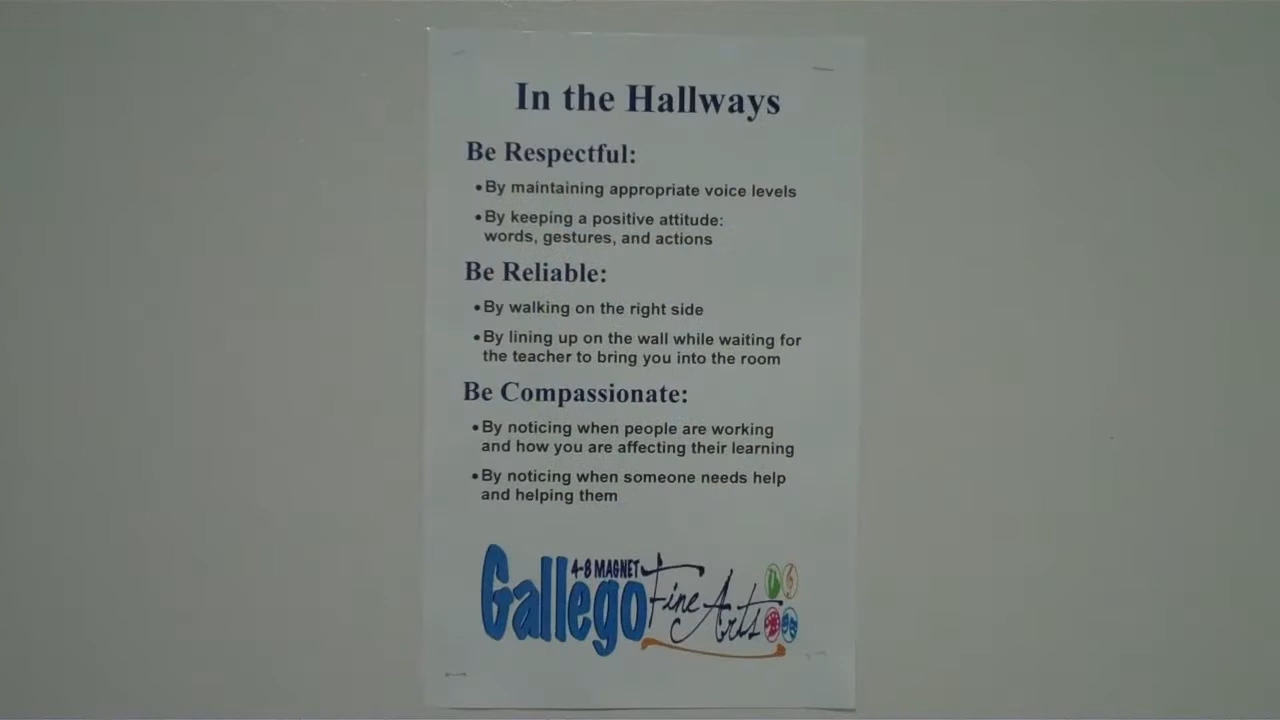 In the Hallways
Be Respectful:
•By maintaining appropriate voice levels
•By keeping a positive attitude:
words, gestures, and actions
Be Reliable:
•By walking on the right side
•By lining up on the wall while waiting for
the teacher to bring you into the room
Be Compassionate:
•By noticing when people are working
and how you are affecting their learning
•By noticing when someone needs help
and helping them
4-8 MAGNET
Gallego Fine Arts